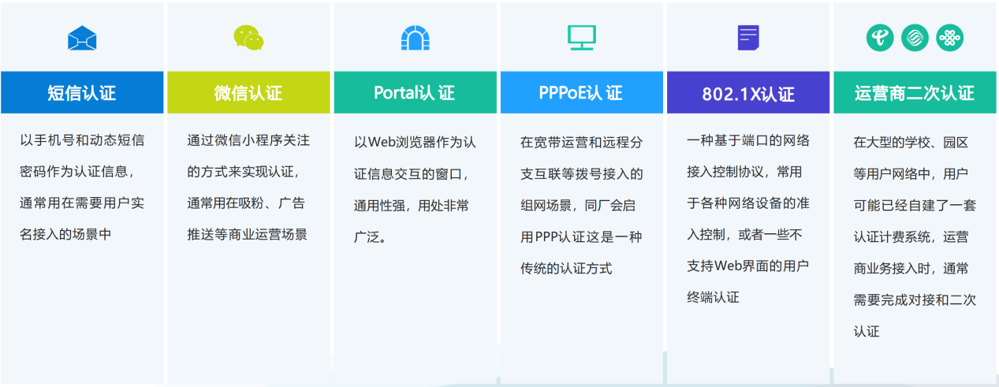 短信认证
以手机号和动态短信
密码作为认证信息，
通常用在需要用户实
名接入的场景中
微信认证
通过微信小程序关注
的方式来实现认证，
通常用在吸粉、广告
推送等商业运营场景
Portal认证
以Web浏览器作为认
证信息交互的窗口，
通用性强，用处非常
广泛。
PPPoE认证
在宽带运营和远程分
支互联等拨号接入的
组网场景，同厂会启
用PPP认证这是一种
传统的认证方式
802.1X认证
一种基于端口的网络
接入控制协议，常用
于各种网络设备的准
入控制，或者一些不
支持Web界面的用户
终端认证
运营商二次认证
在大型的学校、园区
等用户网络中，用户
可能已经自建了一套
认证计费系统，运营
商业务接入时，通常
需要完成对接和二次
认证